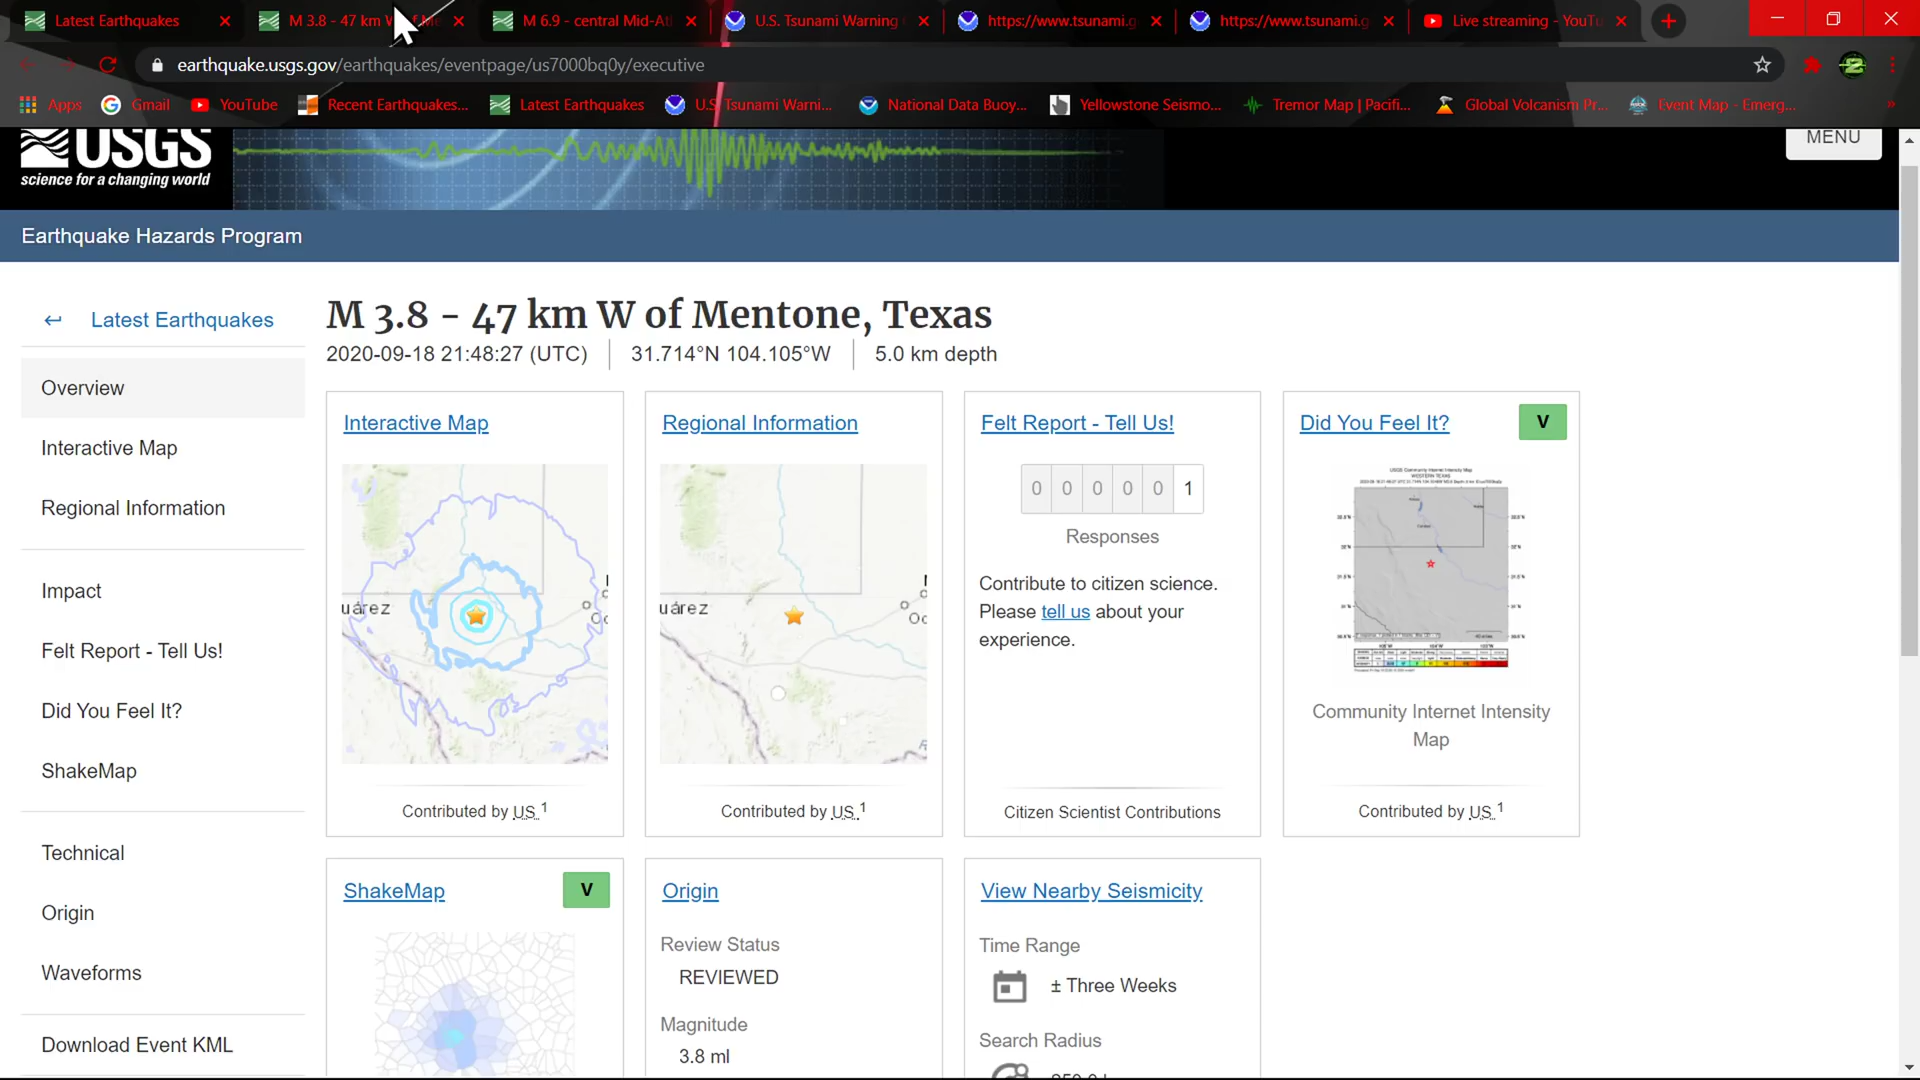 Latest Earthquakes
M 3.8 - 47 km W of M
M 6.9 - central Mid-Atl
U.S. Tsunami Warning
https://www.tsunami.g
https://www.tsunami.g
Live streaming - YouTu
earthquake.usgs.gov/earthquakes/eventpage/us7000bq0y/executive
Apps
Gmail
YouTube
Recent Earthquakes...
Latest Earthquakes
U.S. Tsunami Warni...
National Data Buoy...
Yellowstone Seismo...
Tremor Map | Pacifi...
Global Volcanism Pr...
Event Map - Emerg...
»
USGS
science for a changing world
MENU
Earthquake Hazards Program
Latest Earthquakes
Overview
Interactive Map
Regional Information
Impact
Felt Report - Tell Us!
Did You Feel It?
ShakeMap
Technical
Origin
Waveforms
Download Event KML
M 3.8 - 47 km W of Mentone, Texas
2020-09-18 21:48:27 (UTC)
31.714°N 104.105°W
5.0 km depth
Interactive Map
uárez
Contributed by US 1
Regional Information
uárez
Contributed by US 1
Felt Report - Tell Us!
0 0 0 0 0 1
Responses
Contribute to citizen science.
Please tell us about your
experience.
Citizen Scientist Contributions
Did You Feel It?
V
Community Internet Intensity
Map
Contributed by US 1
ShakeMap
V
Origin
Review Status
REVIEWED
Magnitude
3.8 ml
View Nearby Seismicity
Time Range
± Three Weeks
Search Radius